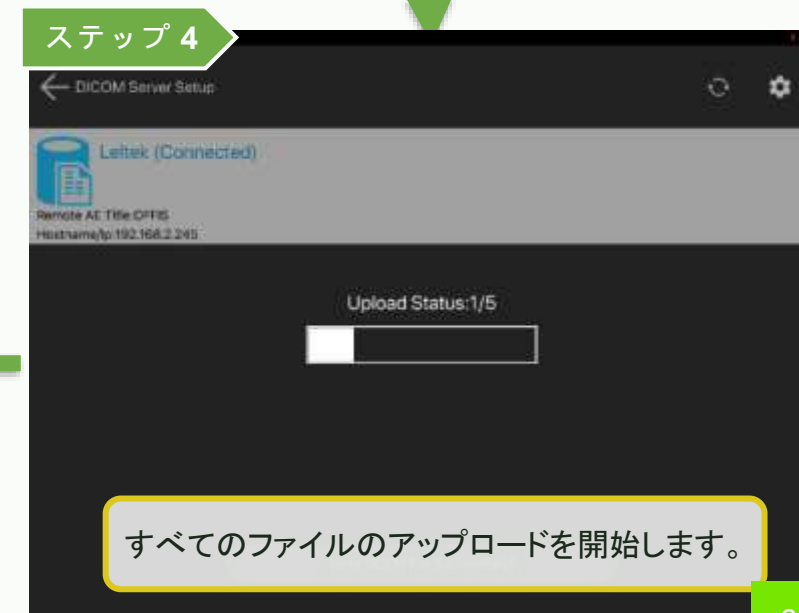 ステップ 4
DICOM Server Setup
Leltek (Connected)
Remote AE Title OFFIS
Hostname/Ip 192.168.2.245
Upload Status:1/5
すべてのファイルのアップロードを開始します。